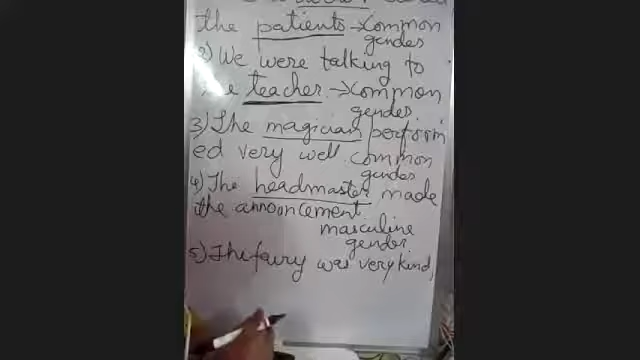 the patients → common
gender
2) We were talking to
the teacher. → common
gender.
3) The magician perform
ed very well. common
gender
4) The headmaster made
the announcement.
masculine
gender.
5) The fairy was very kind,